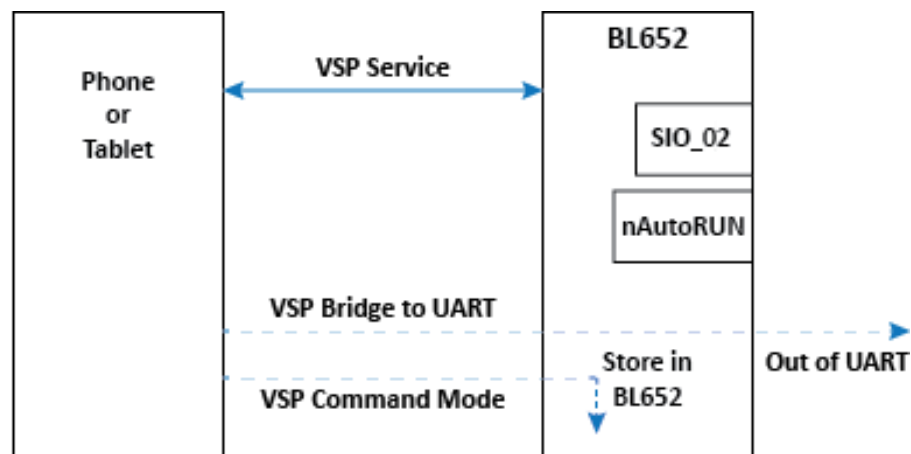 Phone
or
Tablet
VSP Service
BL652
SIO_02
nAutoRUN
VSP Bridge to UART
Out of UART
VSP Command Mode
Store in
BL652